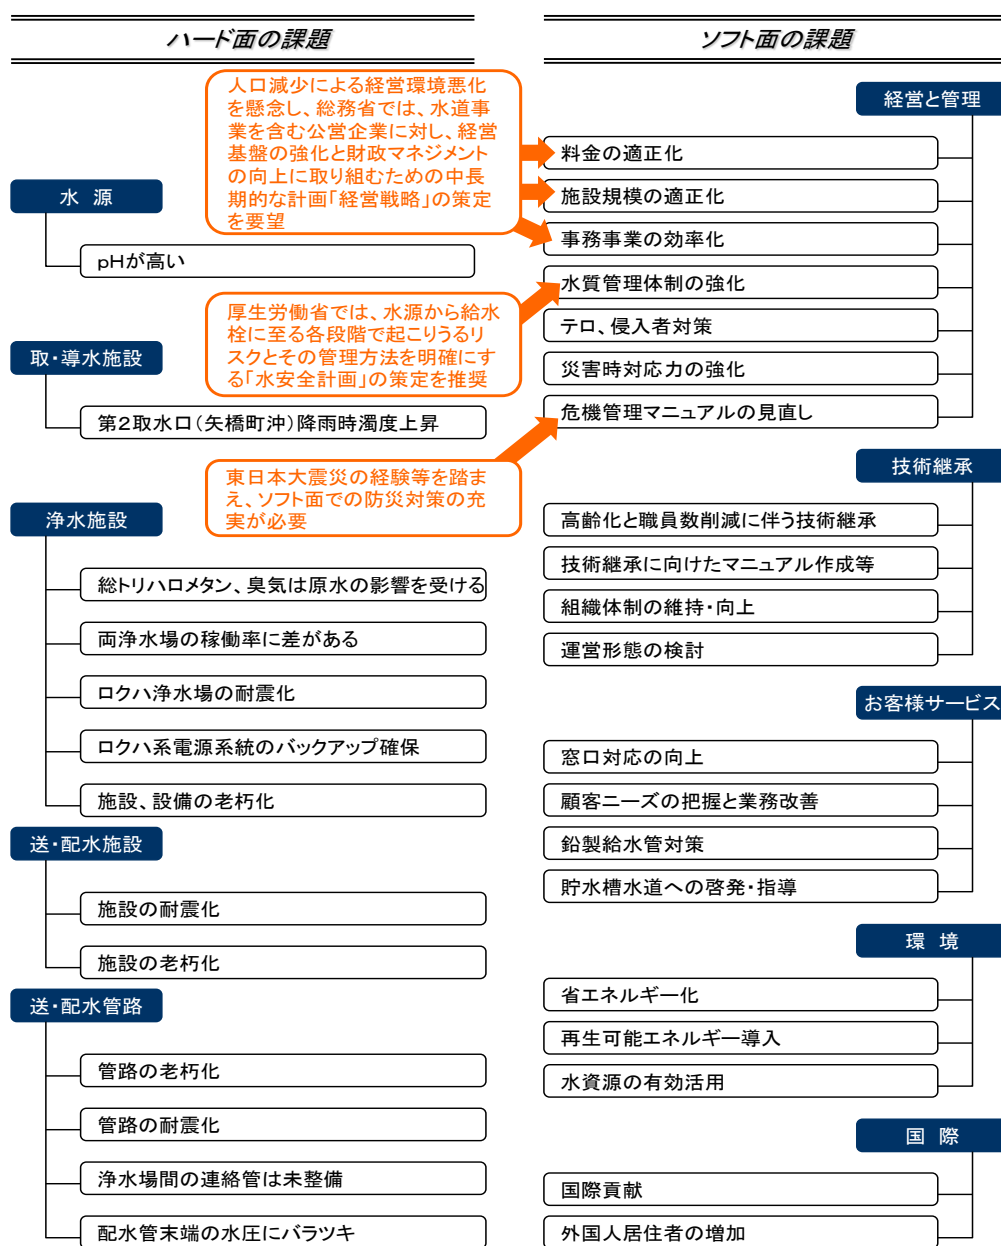 ハード面の課題
人口減少による経営環境悪化
を懸念し、総務省では、水道事
業を含む公営企業に対し、経営
基盤の強化と財政マネジメント
の向上に取り組むための中長
期的な計画「経営戦略」の策定
を要望
水 源
pHが高い
厚生労働省では、水源から給水
栓に至る各段階で起こりうるリ
スクとその管理方法を明確にす
る「水安全計画」の策定を推奨
取・導水施設
第2取水口（矢橋町沖）降雨時濁度上昇
東日本大震災の経験等を踏ま
え、ソフト面での防災対策の充
実が必要
浄水施設
総トリハロメタン、臭気は原水の影響を受ける
両浄水場の稼働率に差がある
ロクハ浄水場の耐震化
ロクハ系電源系統のバックアップ確保
施設、設備の老朽化
送・配水施設
施設の耐震化
施設の老朽化
送・配水管路
管路の老朽化
管路の耐震化
浄水場間の連絡管は未整備
配水管末端の水圧にバラツキ
ソフト面の課題
経営と管理
料金の適正化
施設規模の適正化
事務事業の効率化
水質管理体制の強化
テロ、侵入者対策
災害時対応力の強化
危機管理マニュアルの見直し
技術継承
高齢化と職員数削減に伴う技術継承
技術継承に向けたマニュアル作成等
組織体制の維持・向上
運営形態の検討
お客様サービス
窓口対応の向上
顧客ニーズの把握と業務改善
鉛製給水管対策
貯水槽水道への啓発・指導
環 境
省エネルギー化
再生可能エネルギー導入
水資源の有効活用
国 際
国際貢献
外国人居住者の増加